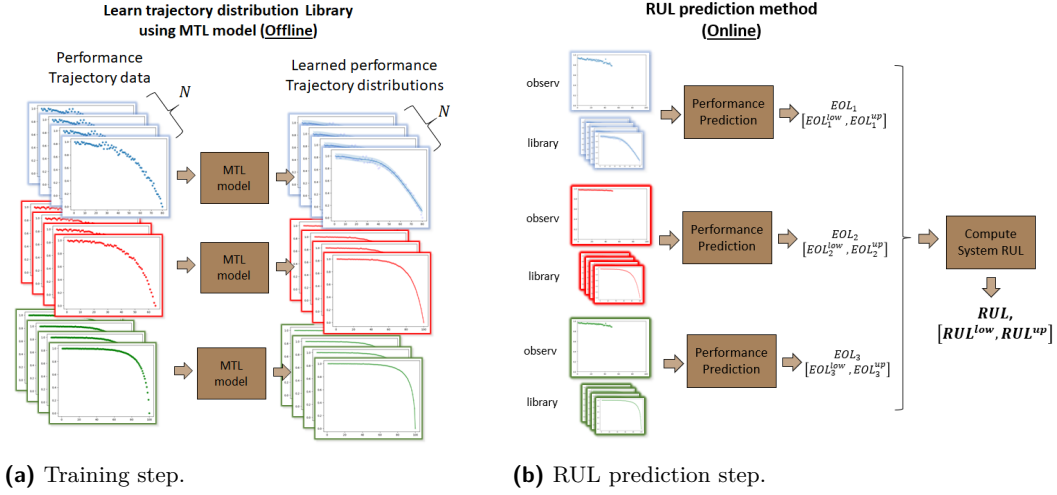 Learn trajectory distribution Library
using MTL model (Offline)
Performance
Trajectory data
N
Learned performance
Trajectory distributions
N
MTL
model
MTL
model
MTL
model
(a) Training step.
RUL prediction method
(Online)
observ
library
Performance
Prediction
EOL₁
[EOL₁ˡᵒʷ, EOL₁ᵘᵖ]
observ
library
Performance
Prediction
EOL₂
[EOL₂ˡᵒʷ, EOL₂ᵘᵖ]
observ
library
Performance
Prediction
EOL₃
[EOL₃ˡᵒʷ, EOL₃ᵘᵖ]
Compute
System RUL
RUL,
[RULˡᵒʷ, RULᵘᵖ]
(b) RUL prediction step.